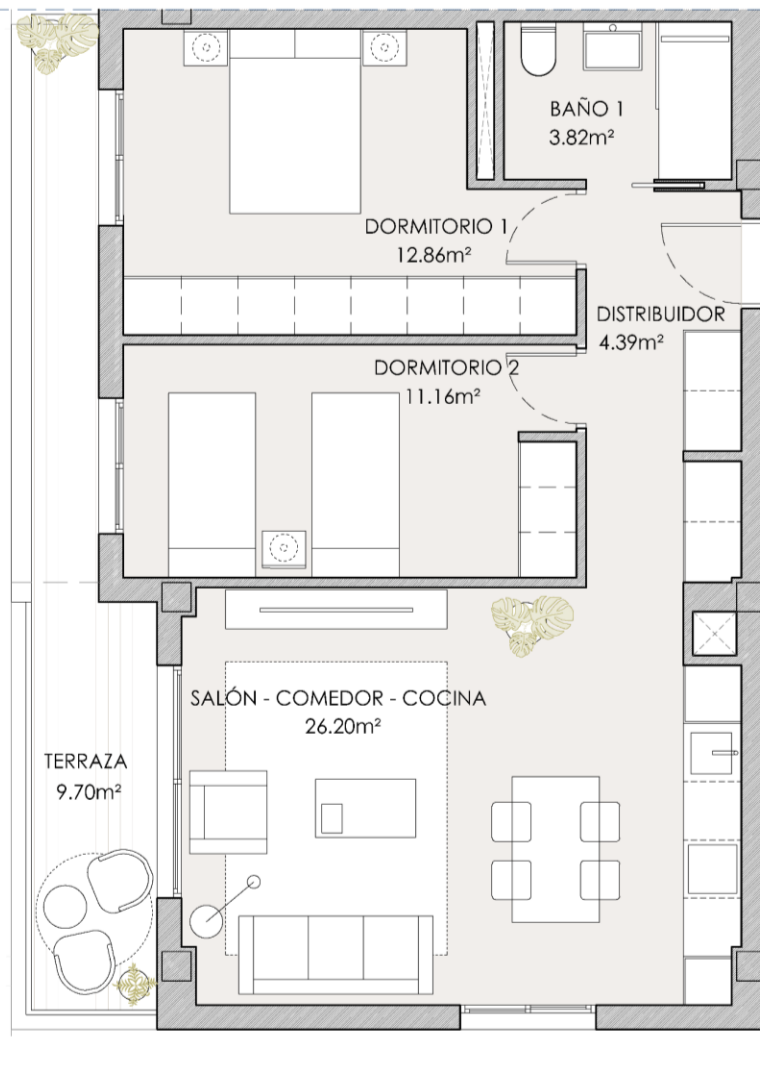 BAÑO 1
3.82m²
DORMITORIO 1
12.86m²
DISTRIBUIDOR
4.39m²
DORMITORIO 2
11.16m²
SALÓN - COMEDOR - COCINA
26.20m²
TERRAZA
9.70m²